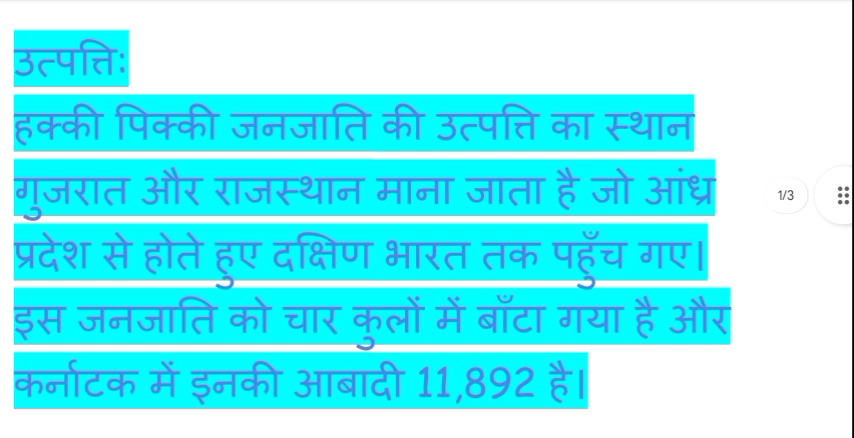 उत्पत्तिः
हक्की पिक्की जनजाति की उत्पत्ति का स्थान
गुजरात और राजस्थान माना जाता है जो आंध्र
1/3
प्रदेश से होते हुए दक्षिण भारत तक पहुँच गए।
इस जनजाति को चार कुलों में बाँटा गया है और
कर्नाटक में इनकी आबादी 11,892 है।